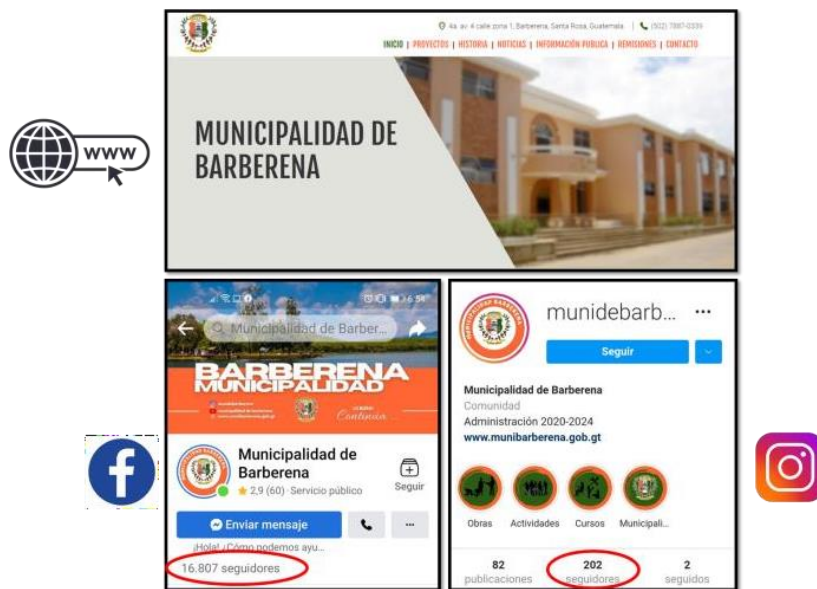 4a. av. 4 calle zona 1, Barberena, Santa Rosa, Guatemala | (502) 7887-0339
INICIO | PROYECTOS | HISTORIA | NOTICIAS | INFORMACIÓN PUBLICA | REMISIONES | CONTACTO
MUNICIPALIDAD DE
BARBERENA
www
6:54
Municipalidad de Barber...
BARBERENA
MUNICIPALIDAD
Continúa...
Municipalidad de
Barberena
2,9 (60) · Servicio público
Seguir
Enviar mensaje
¡Hola! ¿Cómo podemos ayu...
16.807 seguidores
munidebarb...
Seguir
Municipalidad de Barberena
Comunidad
Administración 2020-2024
www.munibarberena.gob.gt
Obras Actividades Cursos Municipali...
82 202 2
publicaciones seguidores seguidos